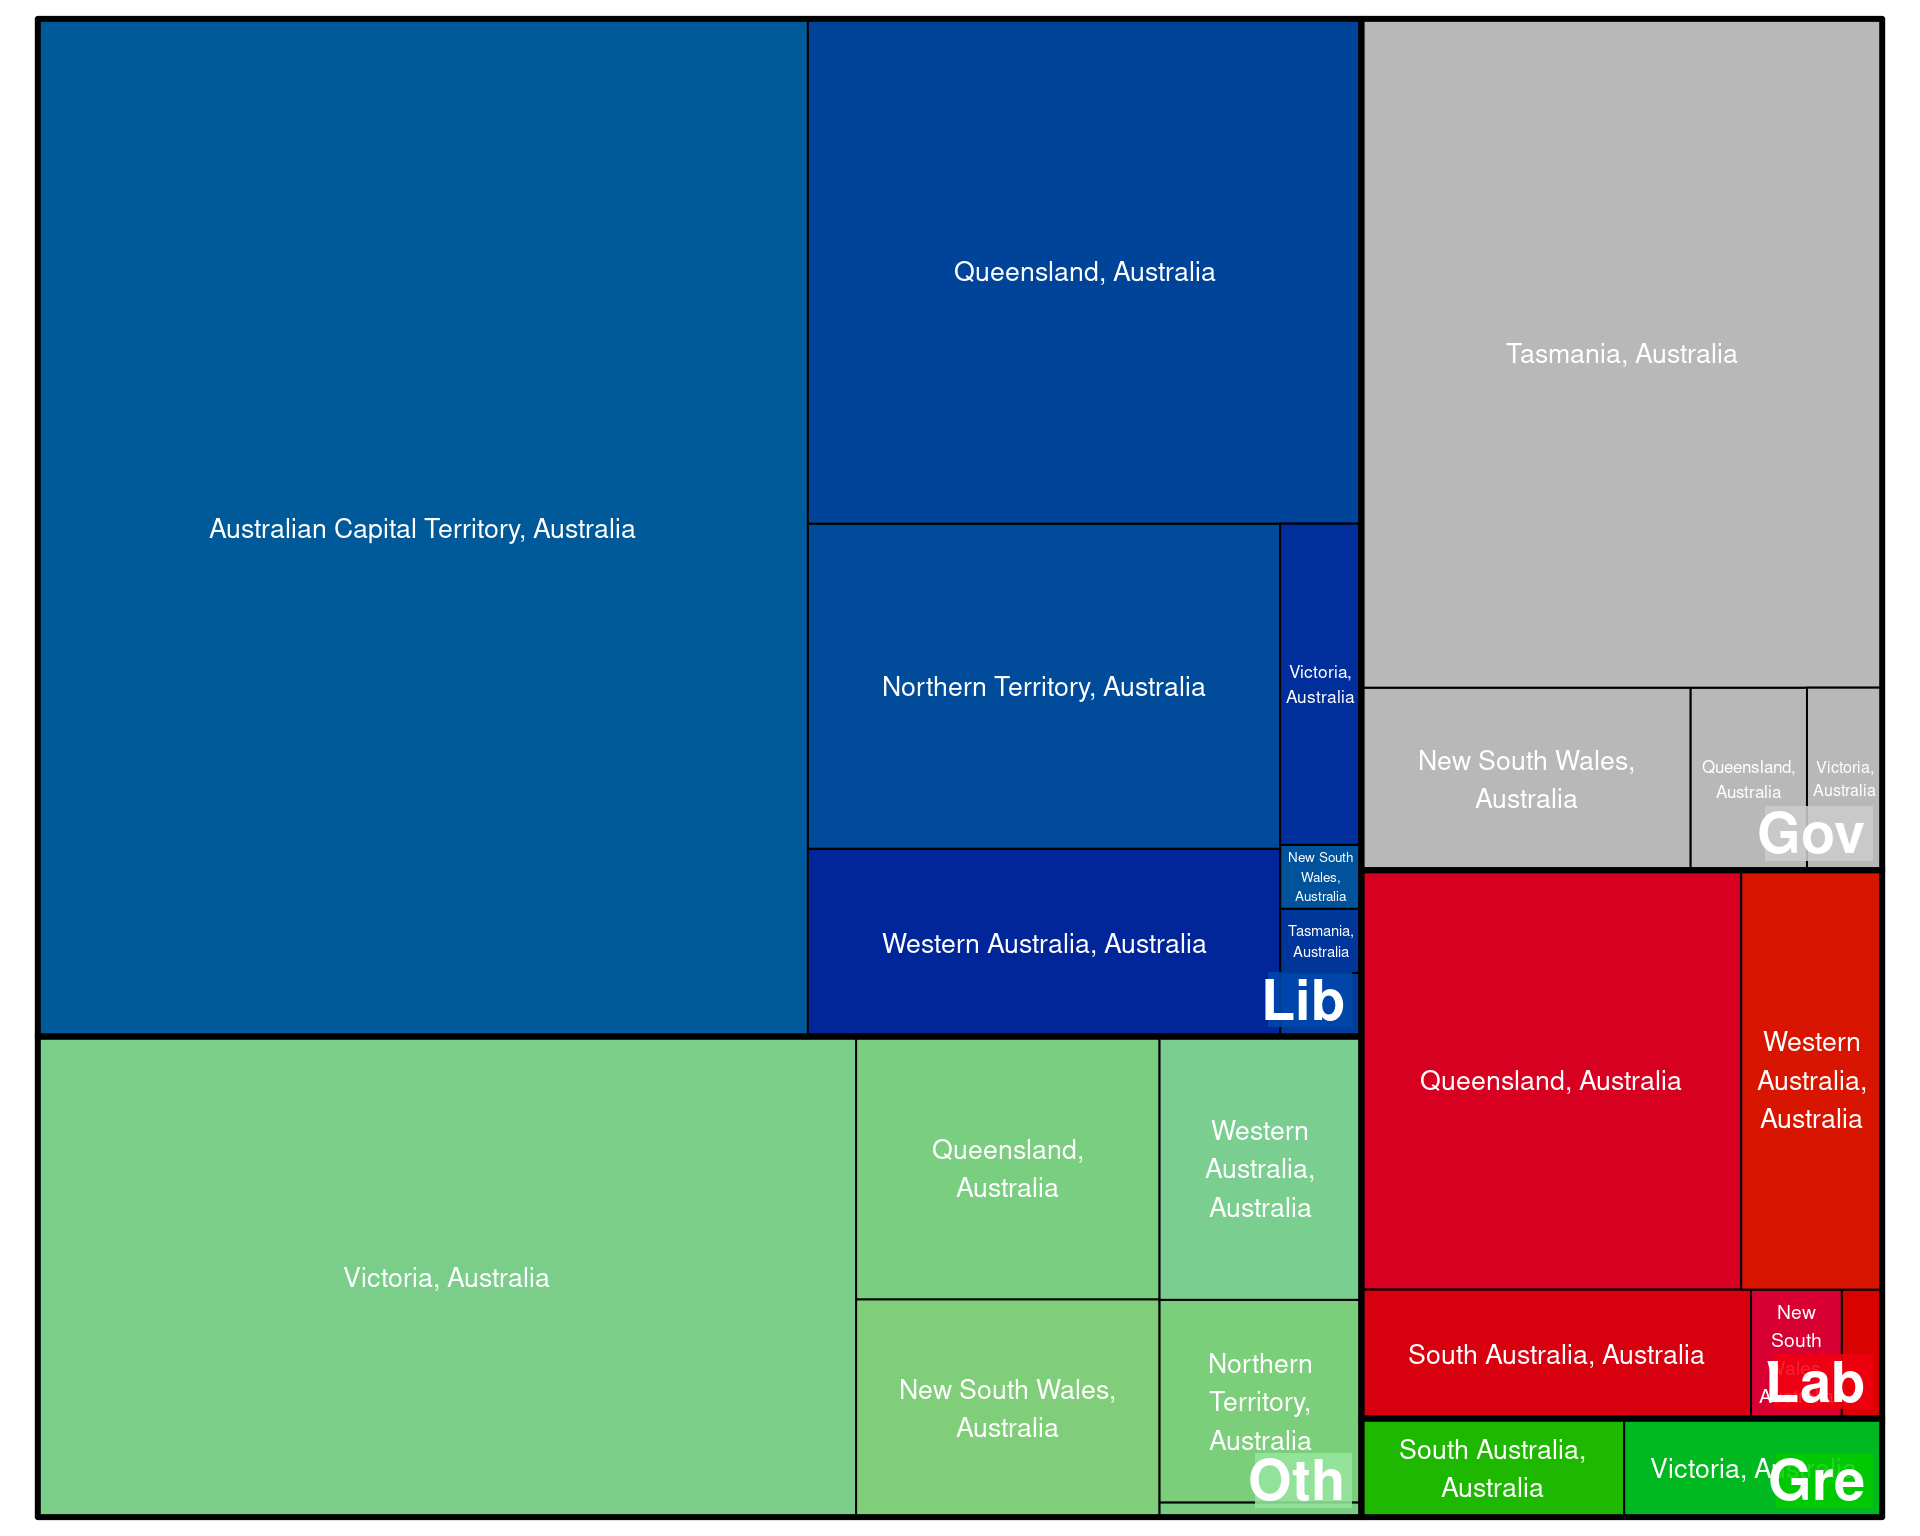 Australian Capital Territory, Australia
Queensland, Australia
Northern Territory, Australia
Victoria,
Australia
Western Australia, Australia
New South
Wales,
Australia
Tasmania,
Australia
Lib
Tasmania, Australia
New South Wales,
Australia
Queensland,
Australia
Victoria,
Australia
Gov
Victoria, Australia
Queensland,
Australia
Western
Australia,
Australia
New South Wales,
Australia
Northern
Territory,
Australia
Oth
Queensland, Australia
Western
Australia,
Australia
South Australia, Australia
New
South
Wales,
Lab
South Australia,
Australia
Victoria, Australia
Gre